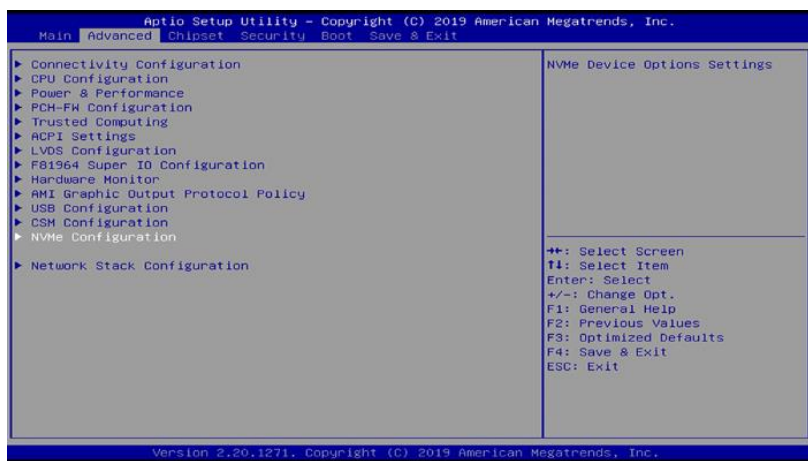 Aptio Setup Utility – Copyright (C) 2019 American Megatrends, Inc.
Main Advanced Chipset Security Boot Save & Exit
▶ Connectivity Configuration
▶ CPU Configuration
▶ Power & Performance
▶ PCH-FW Configuration
▶ Trusted Computing
▶ ACPI Settings
▶ LVDS Configuration
▶ F81964 Super IO Configuration
▶ Hardware Monitor
▶ AMI Graphic Output Protocol Policy
▶ USB Configuration
▶ CSM Configuration
▶ NVMe Configuration
▶ Network Stack Configuration
NVMe Device Options Settings
→←: Select Screen
↑↓: Select Item
Enter: Select
+/-: Change Opt.
F1: General Help
F2: Previous Values
F3: Optimized Defaults
F4: Save & Exit
ESC: Exit
Version 2.20.1271. Copyright (C) 2019 American Megatrends, Inc.